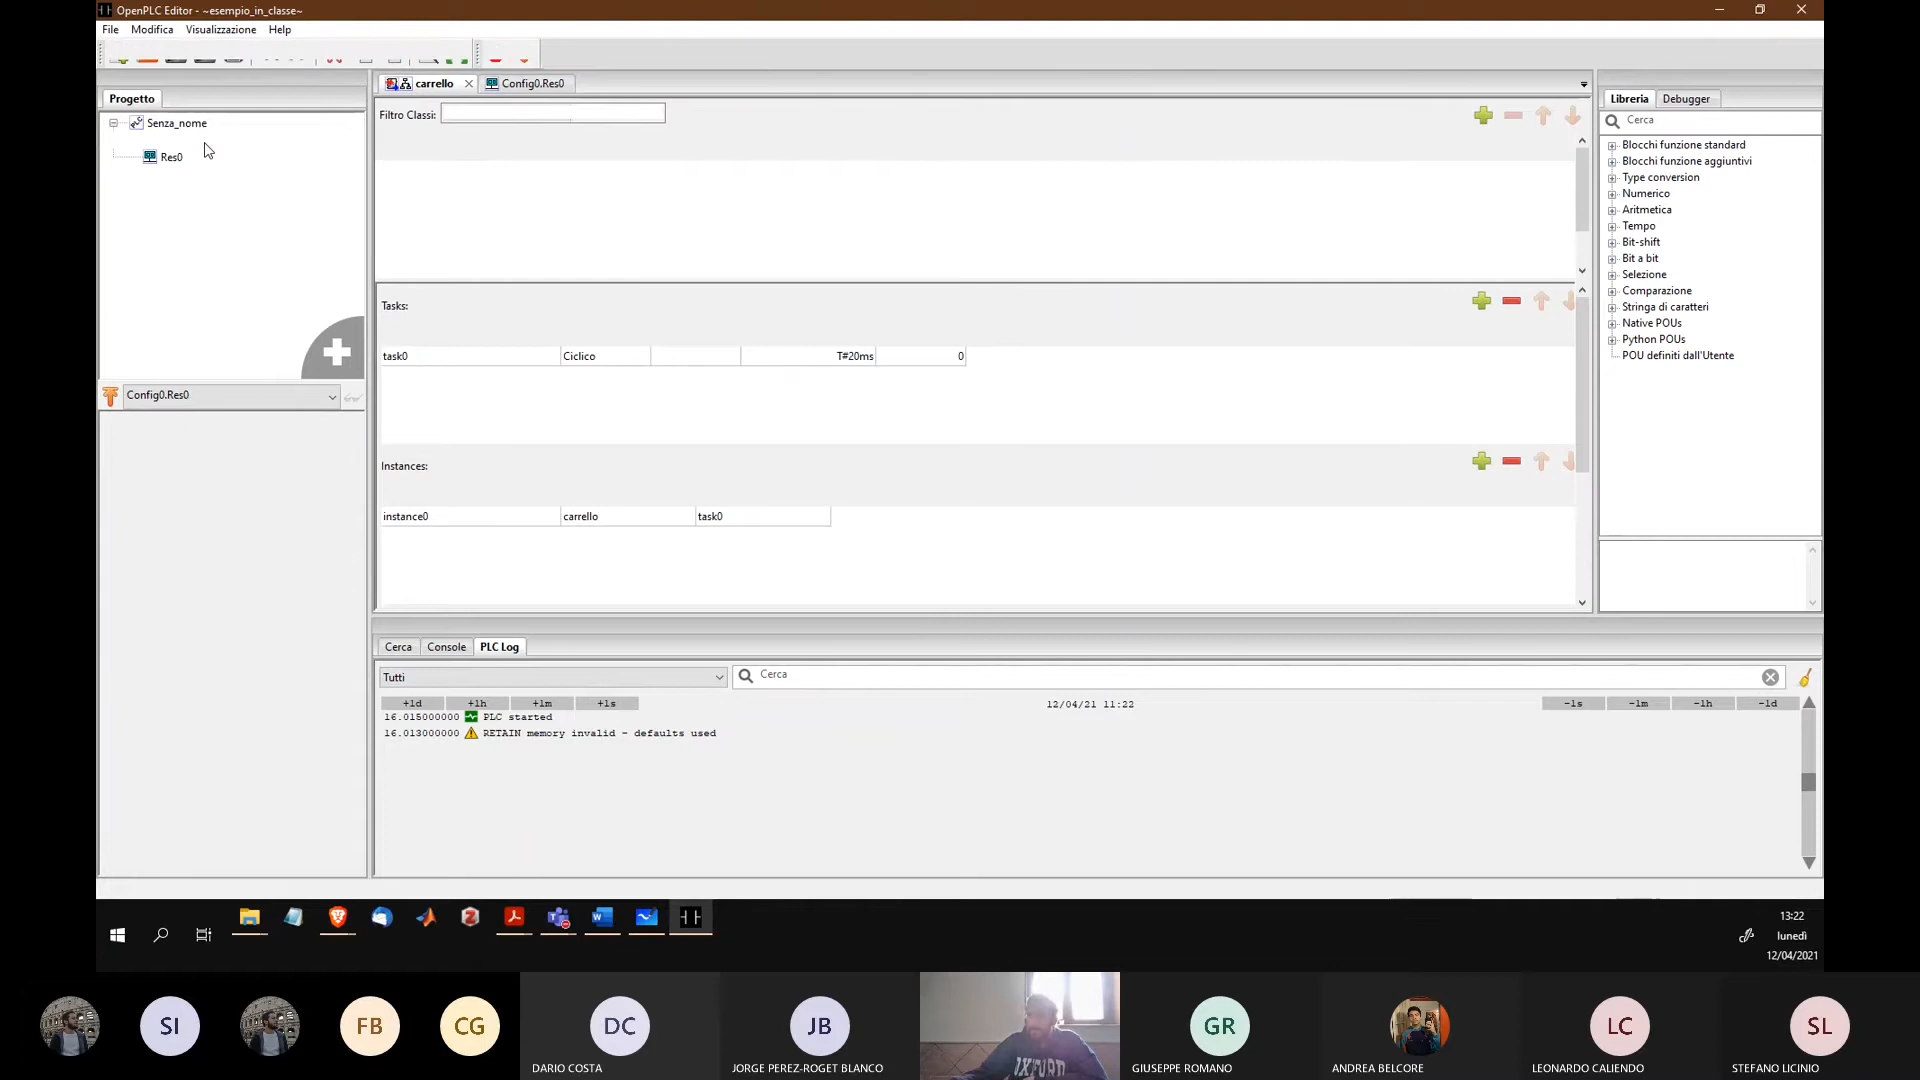 OpenPLC Editor - ~esempio_in_classe~
File Modifica Visualizzazione Help
Progetto
Senza_nome
Res0
Config0.Res0
carrello
Config0.Res0
Filtro Classi:
Tasks:
task0 Ciclico T#20ms 0
Instances:
instance0 carrello task0
Libreria Debugger
Cerca
Blocchi funzione standard
Blocchi funzione aggiuntivi
Type conversion
Numerico
Aritmetica
Tempo
Bit-shift
Bit a bit
Selezione
Comparazione
Stringa di caratteri
Native POUs
Python POUs
POU definiti dall'Utente
Cerca Console PLC Log
Tutti
Cerca
+1d +1h +1m +1s 12/04/21 11:22 -1s -1m -1h -1d
16.015000000 PLC started
16.013000000 RETAIN memory invalid - defaults used
13:22
lunedì
12/04/2021
SI
FB
CG
DC
DARIO COSTA
JB
JORGE PEREZ-ROGET BLANCO
OXFORD
GR
GIUSEPPE ROMANO
ANDREA BELCORE
LC
LEONARDO CALIENDO
SL
STEFANO LICINIO